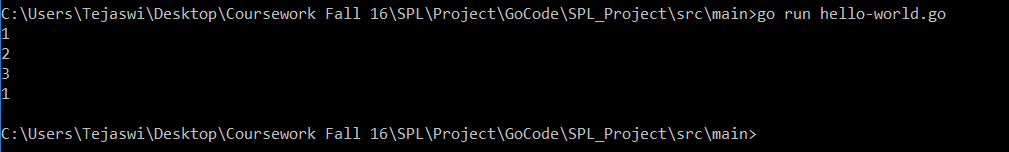 C:\Users\Tejaswi\Desktop\Coursework Fall 16\SPL\Project\GoCode\SPL_Project\src\main>go run hello-world.go
1
2
3
1
C:\Users\Tejaswi\Desktop\Coursework Fall 16\SPL\Project\GoCode\SPL_Project\src\main>